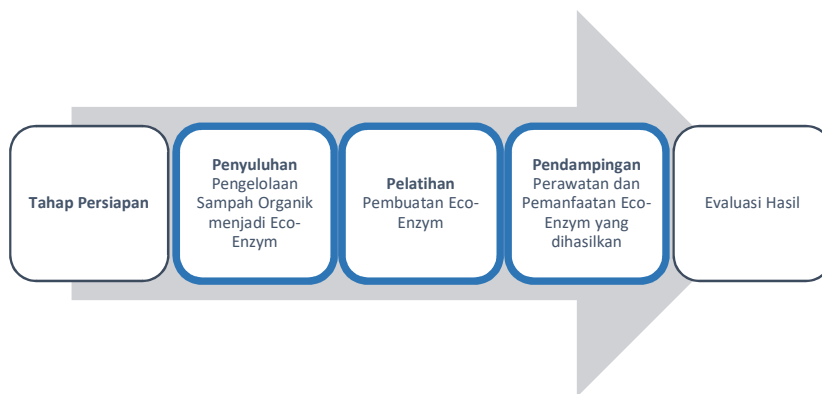 Tahap Persiapan
Penyuluhan
Pengelolaan
Sampah Organik
menjadi Eco-
Enzym
Pelatihan
Pembuatan Eco-
Enzym
Pendampingan
Perawatan dan
Pemanfaatan Eco-
Enzym yang
dihasilkan
Evaluasi Hasil